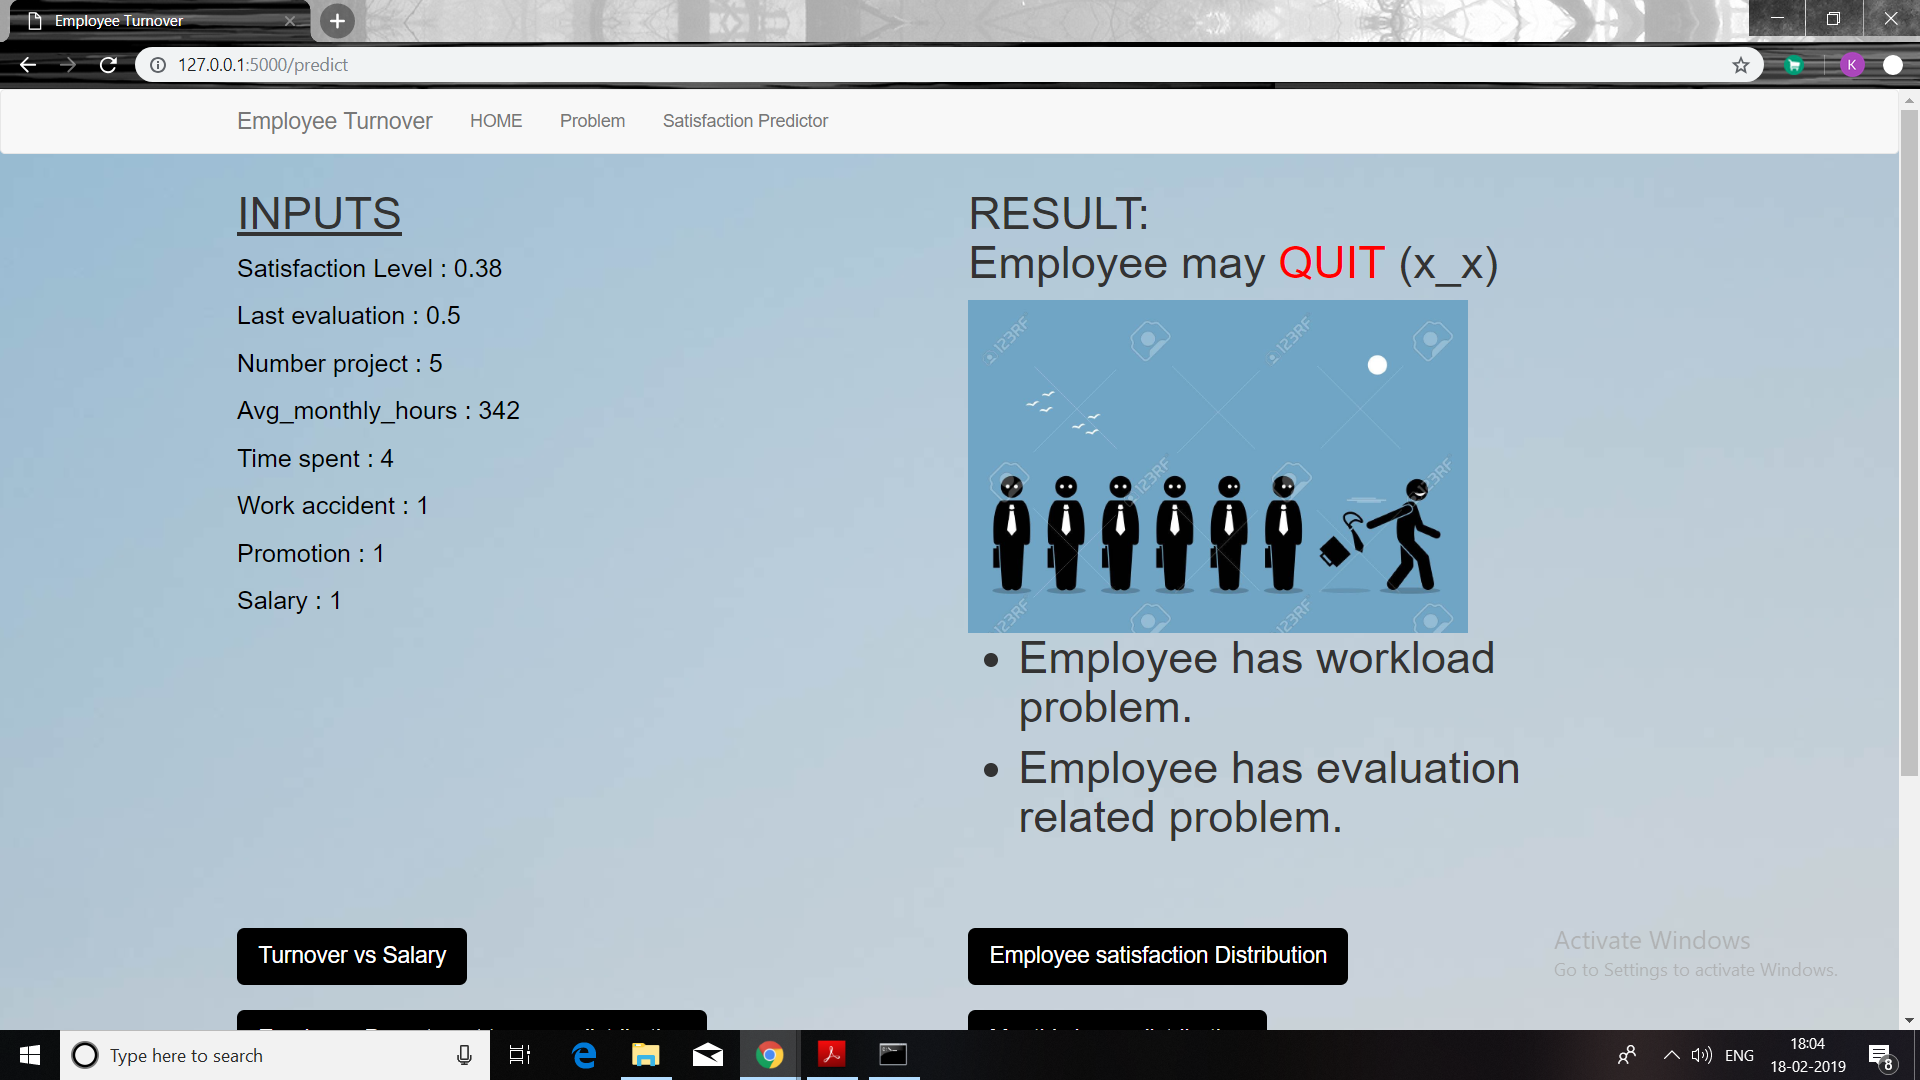 Employee Turnover
127.0.0.1:5000/predict
K
Employee Turnover HOME Problem Satisfaction Predictor
INPUTS
Satisfaction Level : 0.38
Last evaluation : 0.5
Number project : 5
Avg_monthly_hours : 342
Time spent : 4
Work accident : 1
Promotion : 1
Salary : 1
RESULT:
Employee may QUIT (x_x)
123RF
123RF
123RF
123RF
123RF
123RF
• Employee has workload
problem.
• Employee has evaluation
related problem.
Turnover vs Salary
Employee satisfaction Distribution
Activate Windows
Go to Settings to activate Windows.
Type here to search
ENG
18:04
18-02-2019
8